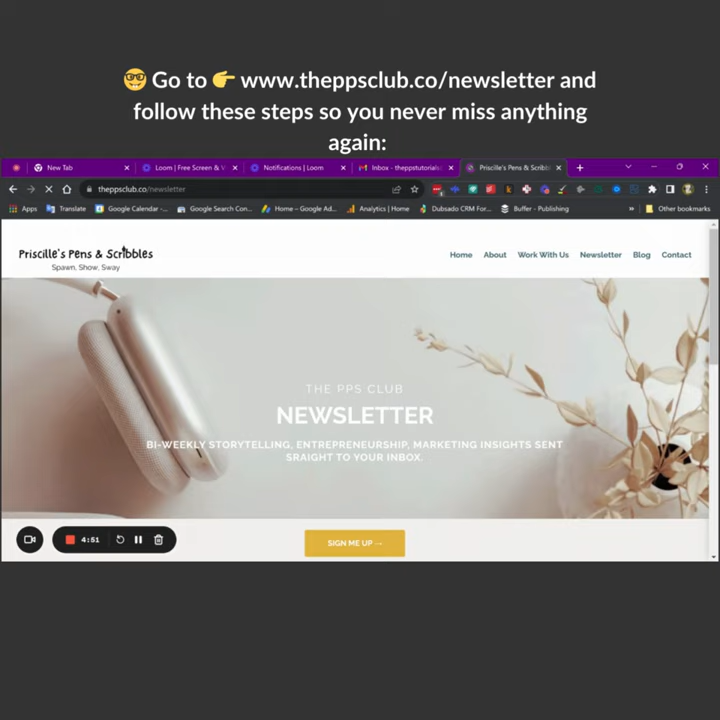 🤓 Go to 👉 www.theppsclub.co/newsletter and
follow these steps so you never miss anything
again:
New Tab
Loom | Free Screen & V
Notifications | Loom
Inbox - theppstutorials
Priscille's Pens & Scribb
theppsclub.co/newsletter
Apps
Translate
Google Calendar -...
Google Search Con...
Home – Google Ad...
Analytics | Home
Dubsado CRM For...
Buffer - Publishing
»
Other bookmarks
Priscille's Pens & Scribbles
Spawn, Show, Sway
Home
About
Work With Us
Newsletter
Blog
Contact
THE PPS CLUB
NEWSLETTER
BI-WEEKLY STORYTELLING, ENTREPRENEURSHIP, MARKETING INSIGHTS SENT
SRAIGHT TO YOUR INBOX.
4:51
SIGN ME UP →